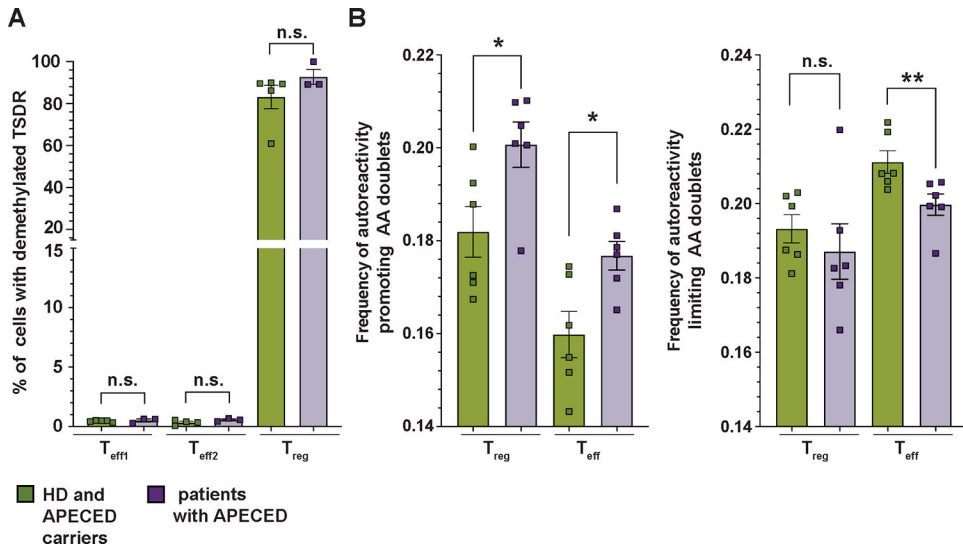 A
% of cells with demethylated TSDR
100
80
60
40
20
15
10
5
0
n.s.
n.s.
n.s.
Teff1
Teff2
Treg
B
Frequency of autoreactivity
promoting AA doublets
0.22
0.20
0.18
0.16
0.14
*
*
Treg
Teff
Frequency of autoreactivity
limiting AA doublets
0.24
0.22
0.20
0.18
0.16
0.14
n.s.
**
Treg
Teff
HD and
APECED
carriers
patients
with APECED